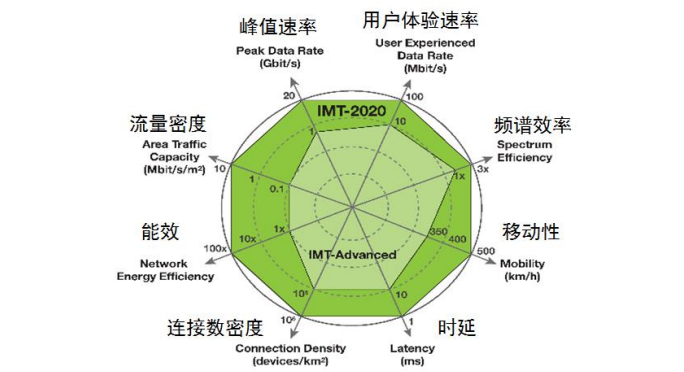 峰值速率
Peak Data Rate
(Gbit/s)
用户体验速率
User Experienced
Data Rate
(Mbit/s)
20
100
IMT-2020
1
10
流量密度
Area Traffic
Capacity
(Mbit/s/m²)
频谱效率
Spectrum
Efficiency
10
1
0.1
1x
3x
能效
Network
Energy Efficiency
100x
10x
1x
移动性
Mobility
(km/h)
350
400
500
IMT-Advanced
连接数密度
Connection Density
(devices/km²)
10⁵
10⁶
时延
Latency
(ms)
10
1